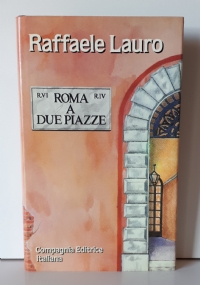 Raffaele Lauro
R.VI R.IV
ROMA
A
DUE PIAZZE
Compagnia Editrice
Italiana